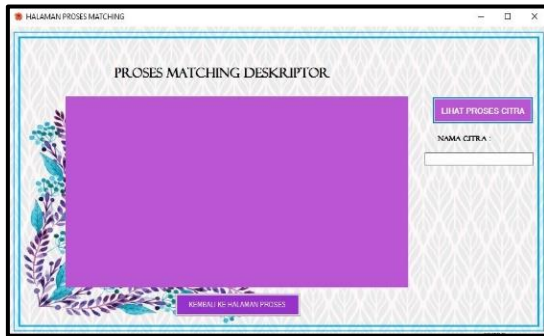 HALAMAN PROSES MATCHING
PROSES MATCHING DESKRIPTOR
LIHAT PROSES CITRA
NAMA CITRA :
KEMBALI KE HALAMAN PROSES